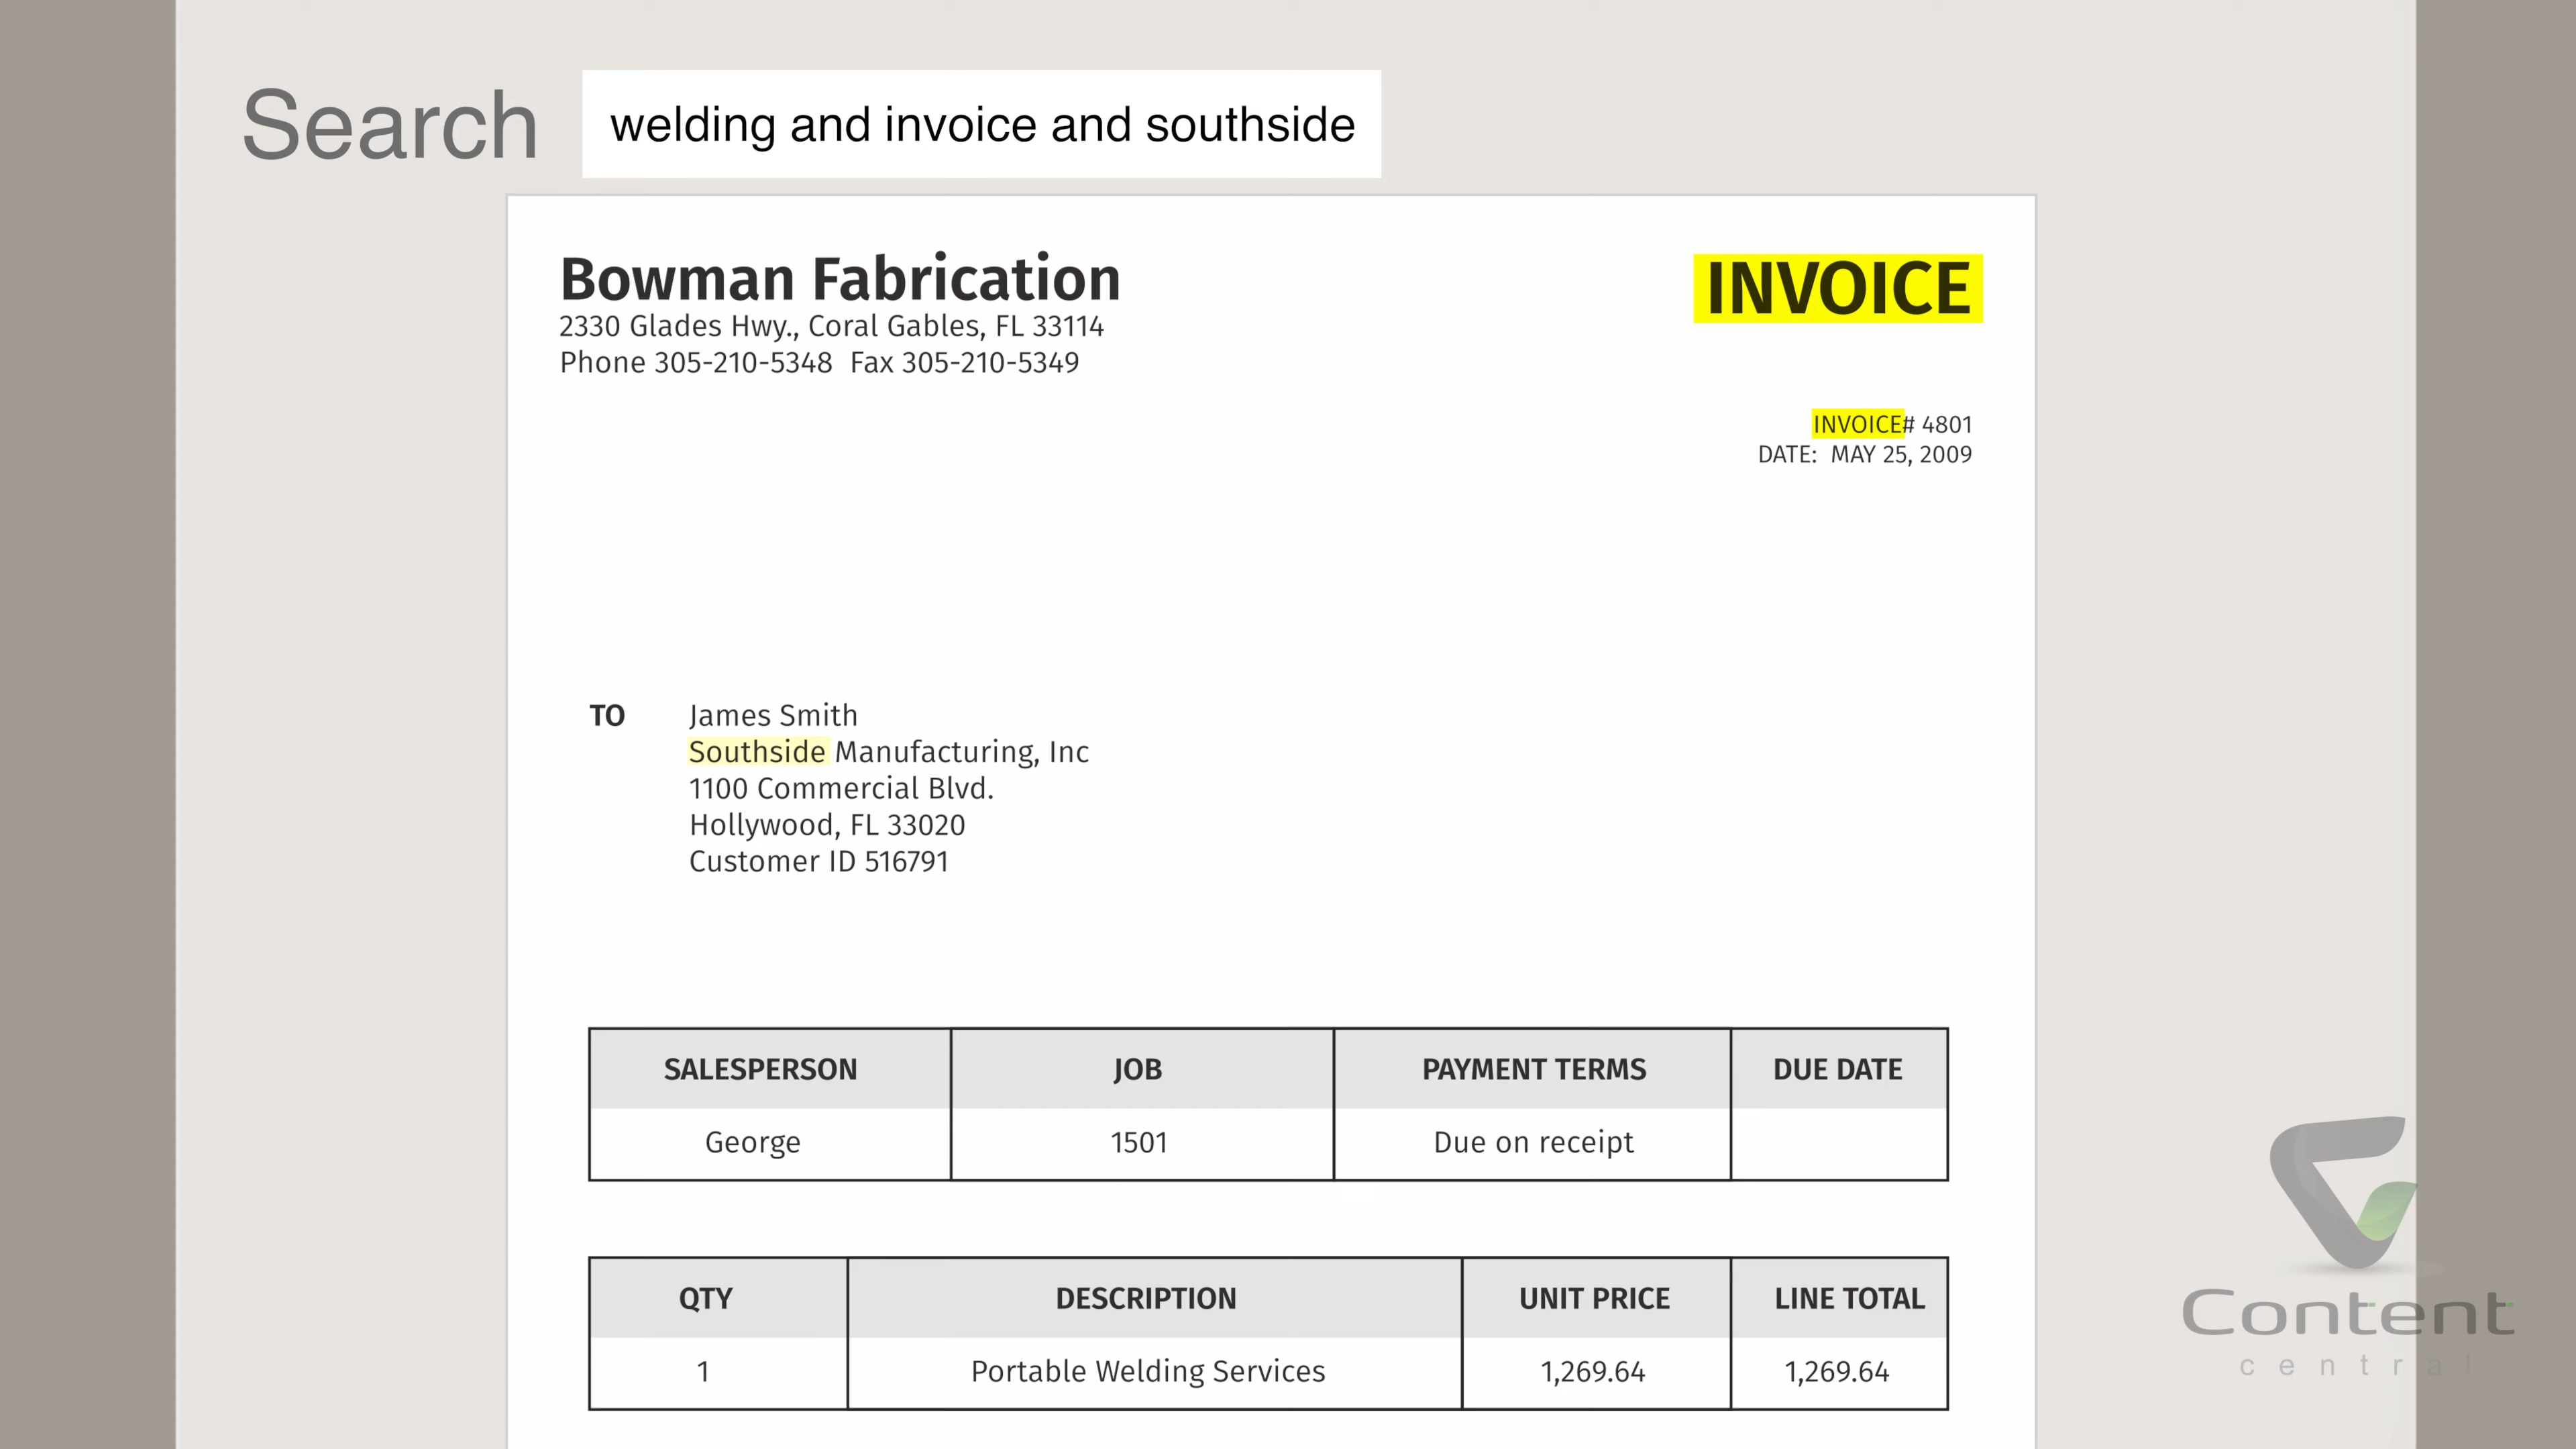 Search welding and invoice and southside
Bowman Fabrication
INVOICE
2330 Glades Hwy., Coral Gables, FL 33114
Phone 305-210-5348 Fax 305-210-5349
INVOICE# 4801
DATE: MAY 25, 2009
TO James Smith
Southside Manufacturing, Inc
1100 Commercial Blvd.
Hollywood, FL 33020
Customer ID 516791
SALESPERSON JOB PAYMENT TERMS DUE DATE
George 1501 Due on receipt
QTY DESCRIPTION UNIT PRICE LINE TOTAL
1 Portable Welding Services 1,269.64 1,269.64
Content
central